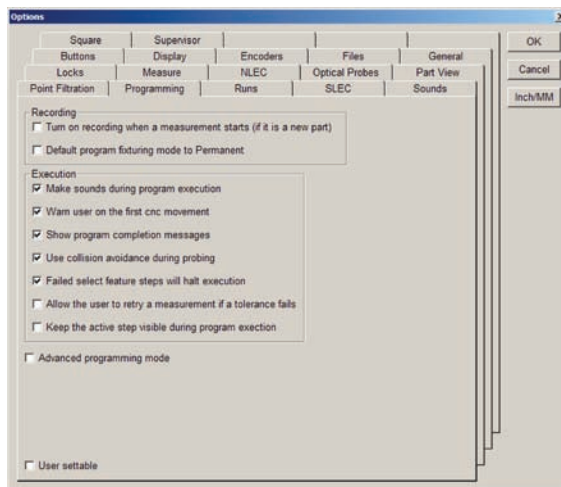 Options
Square Supervisor
Buttons Display Encoders Files General
Locks Measure NLEC Optical Probes Part View
Point Filtration Programming Runs SLEC Sounds
OK
Cancel
Inch/MM
Recording
Turn on recording when a measurement starts (if it is a new part)
Default program fixturing mode to Permanent
Execution
Make sounds during program execution
Warn user on the first cnc movement
Show program completion messages
Use collision avoidance during probing
Failed select feature steps will halt execution
Allow the user to retry a measurement if a tolerance fails
Keep the active step visible during program exection
Advanced programming mode
User settable